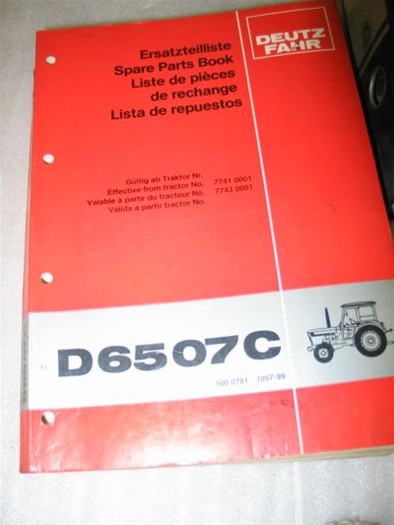 DEUTZ
FAHR
Ersatzteilliste
Spare Parts Book
Liste de pièces
de rechange
Lista de repuestos
Gültig ab Traktor Nr.
Effective from tractor No. 7741 0001
Valable à partir du tracteur No. 7743 0001
Válida a partir tractor No.
D6507C
500 0781 1057-99